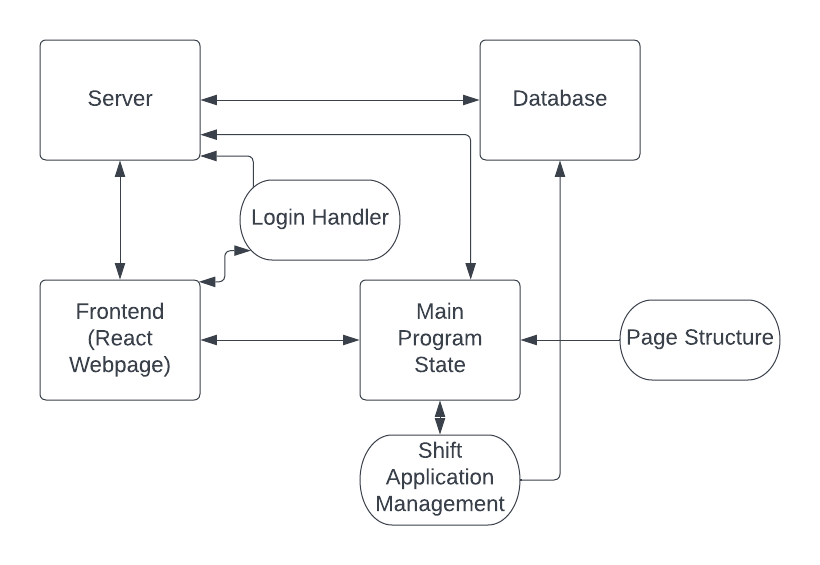 Server
Database
Login Handler
Frontend
(React
Webpage)
Main
Program
State
Page Structure
Shift
Application
Management